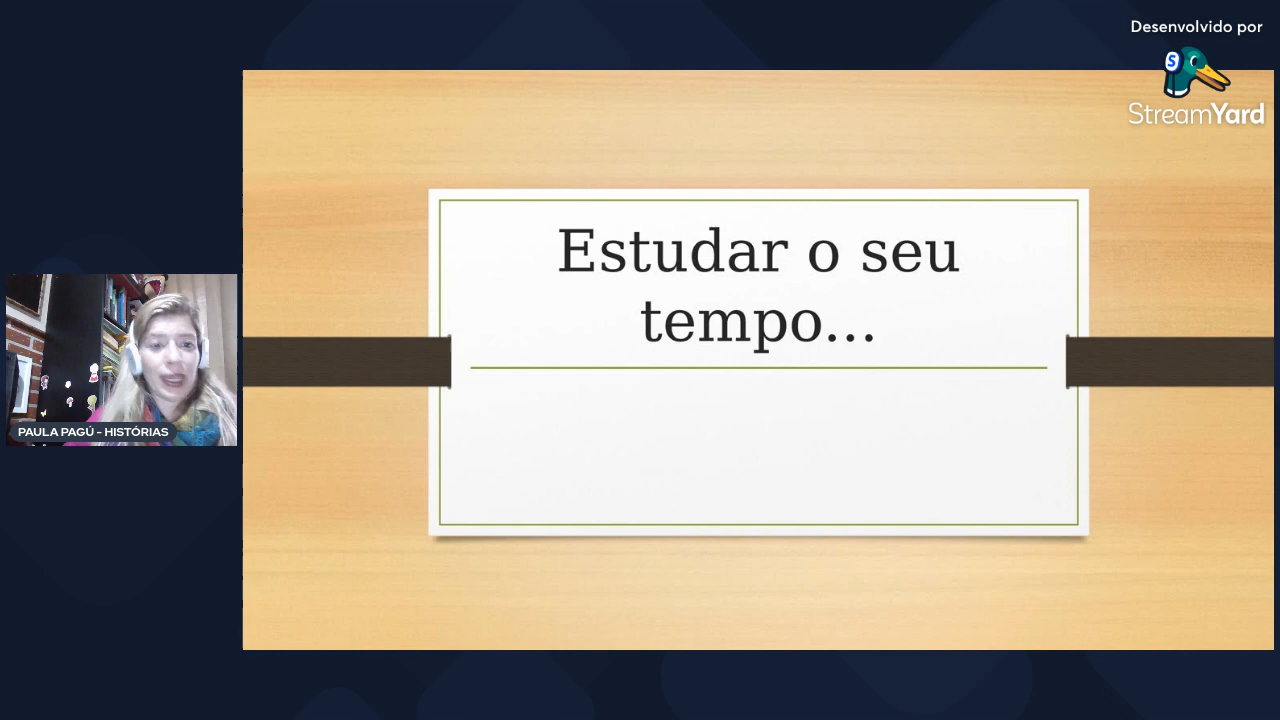 Desenvolvido por
StreamYard
Estudar o seu
tempo...
PAULA PAGÚ - HISTÓRIAS